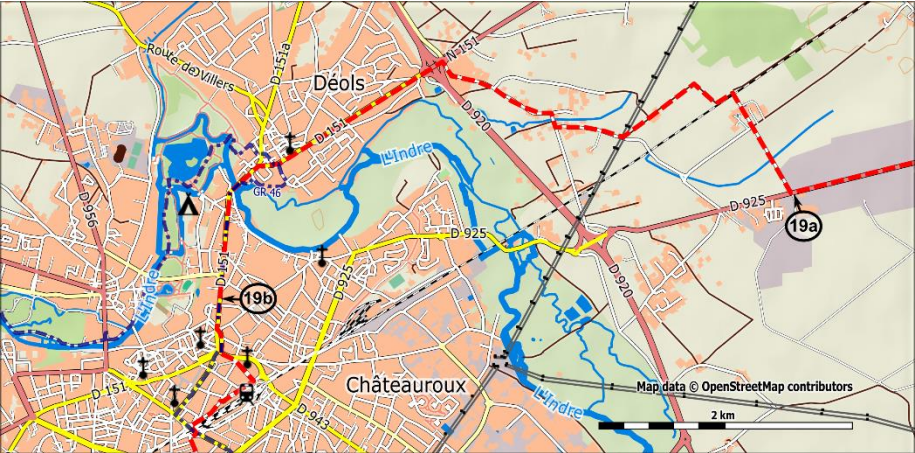 Route de Villers
D 151a
N 151
Déols
D 920
D 151
L'Indre
GR 46
D 956
D 925
19a
D 925
D 925
D 151
19b
L'Indre
D 920
D 151
Châteauroux
Map data © OpenStreetMap contributors
D 943
L'Indre
2 km